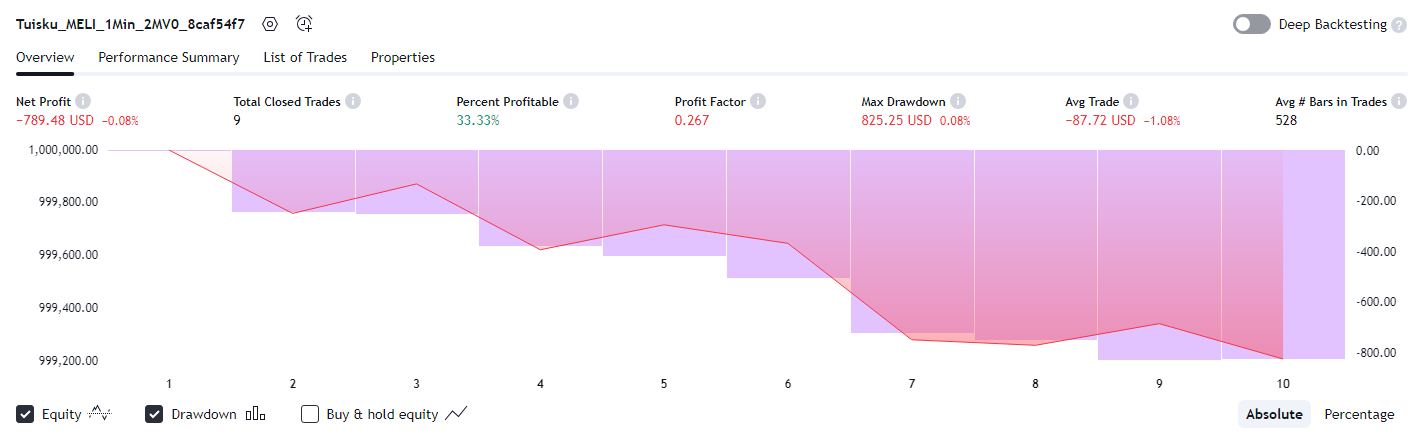 Tuisku_MELI_1Min_2MV0_8caf54f7 Deep Backtesting
Overview Performance Summary List of Trades Properties
Net Profit Total Closed Trades Percent Profitable Profit Factor Max Drawdown Avg Trade Avg # Bars in Trades
−789.48 USD −0.08% 9 33.33% 0.267 825.25 USD 0.08% −87.72 USD −1.08% 528
1,000,000.00 0.00
999,800.00 -200.00
999,600.00 -400.00
999,400.00 -600.00
999,200.00 -800.00
1 2 3 4 5 6 7 8 9 10
Equity Drawdown Buy & hold equity Absolute Percentage